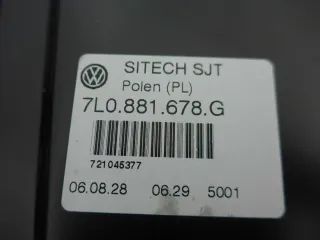 SITECH SJT
Polen (PL)
7L0.881.678.G
721045377
06.08.28 06.29 5001